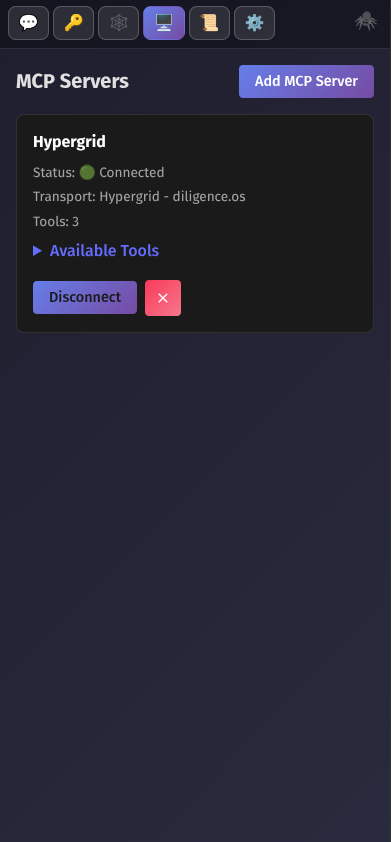 MCP Servers
Add MCP Server
Hypergrid
Status: 🟢 Connected
Transport: Hypergrid - diligence.os
Tools: 3
▶ Available Tools
Disconnect
×